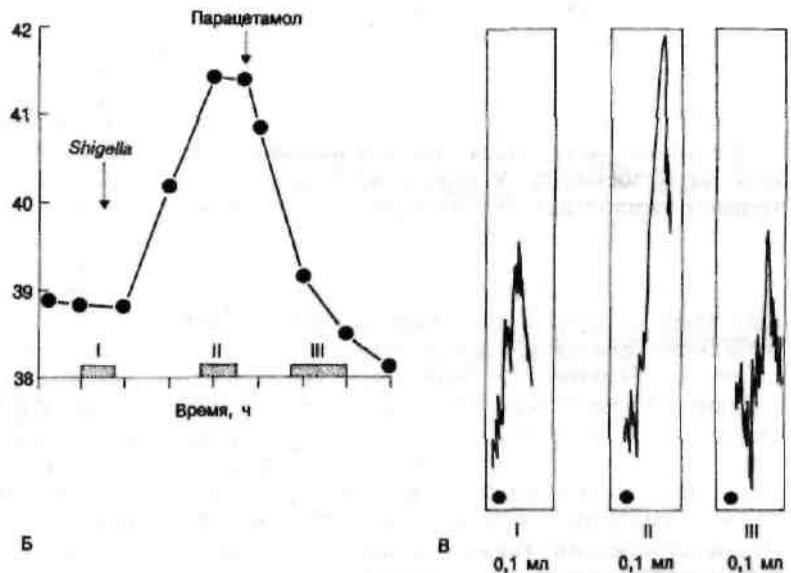 42
Парацетамол
41
Shigella
40
39
I II III
38
Время, ч
Б
В
I II III
0,1 мл 0,1 мл 0,1 мл